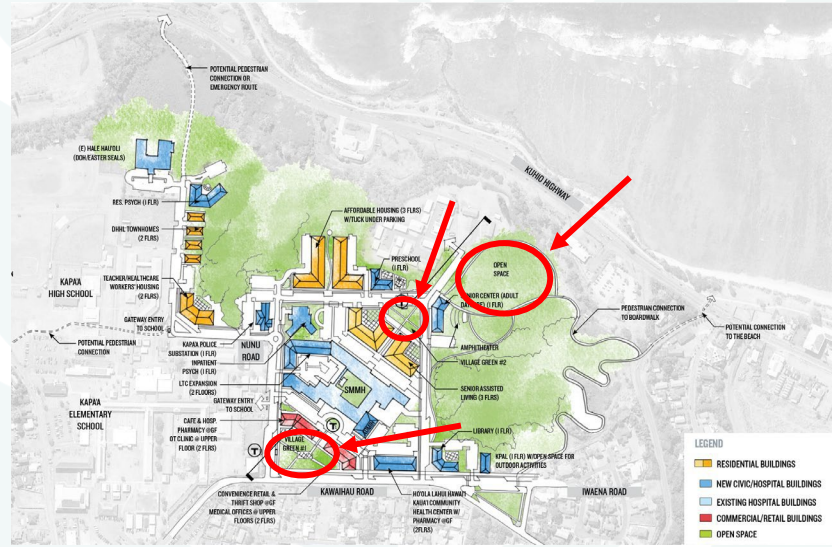 POTENTIAL PEDESTRIAN
CONNECTION OR
EMERGENCY ROUTE
(E) HALE HAU'OLI
(DOH/EASTER SEALS)
RES. PSYCH (1 FLR)
DHHL TOWNHOMES
(2 FLRS)
TEACHER/HEALTHCARE
WORKERS' HOUSING
(2 FLRS)
KAPA'A
HIGH SCHOOL
GATEWAY ENTRY
TO SCHOOL
POTENTIAL PEDESTRIAN
CONNECTION
KAPA'A POLICE
SUBSTATION (1 FLR)
NUNU
ROAD
INPATIENT
PSYCH (1 FLR)
LTC EXPANSION
(2 FLOORS)
GATEWAY ENTRY
TO SCHOOL
KAPA'A
ELEMENTARY
SCHOOL
CAFE & HOSP.
PHARMACY @GF
OT CLINIC @ UPPER
FLOOR (2 FLRS)
T
VILLAGE
GREEN #1
CONVENIENCE RETAIL &
THRIFT SHOP @GF
MEDICAL OFFICES @ UPPER
FLOORS (2 FLRS)
AFFORDABLE HOUSING (3 FLRS)
W/TUCK UNDER PARKING
PRESCHOOL
(1 FLR)
KUHIO HIGHWAY
OPEN
SPACE
SENIOR CENTER (ADULT
DAYCARE) (1 FLR)
AMPHITHEATER
VILLAGE GREEN #2
SENIOR ASSISTED
LIVING (3 FLRS)
SMMH
T
PEDESTRIAN CONNECTION
TO BOARDWALK
POTENTIAL CONNECTION
TO THE BEACH
LIBRARY (1 FLR)
KPAL (1 FLR) W/OPEN SPACE FOR
OUTDOOR ACTIVITIES
KAWAIHAU ROAD
HO'OLA LAHUI HAWAI'I
KAUA'I COMMUNITY
HEALTH CENTER W/
PHARMACY @GF
(2FLRS)
IWAENA ROAD
LEGEND
RESIDENTIAL BUILDINGS
NEW CIVIC/HOSPITAL BUILDINGS
EXISTING HOSPITAL BUILDINGS
COMMERCIAL/RETAIL BUILDINGS
OPEN SPACE